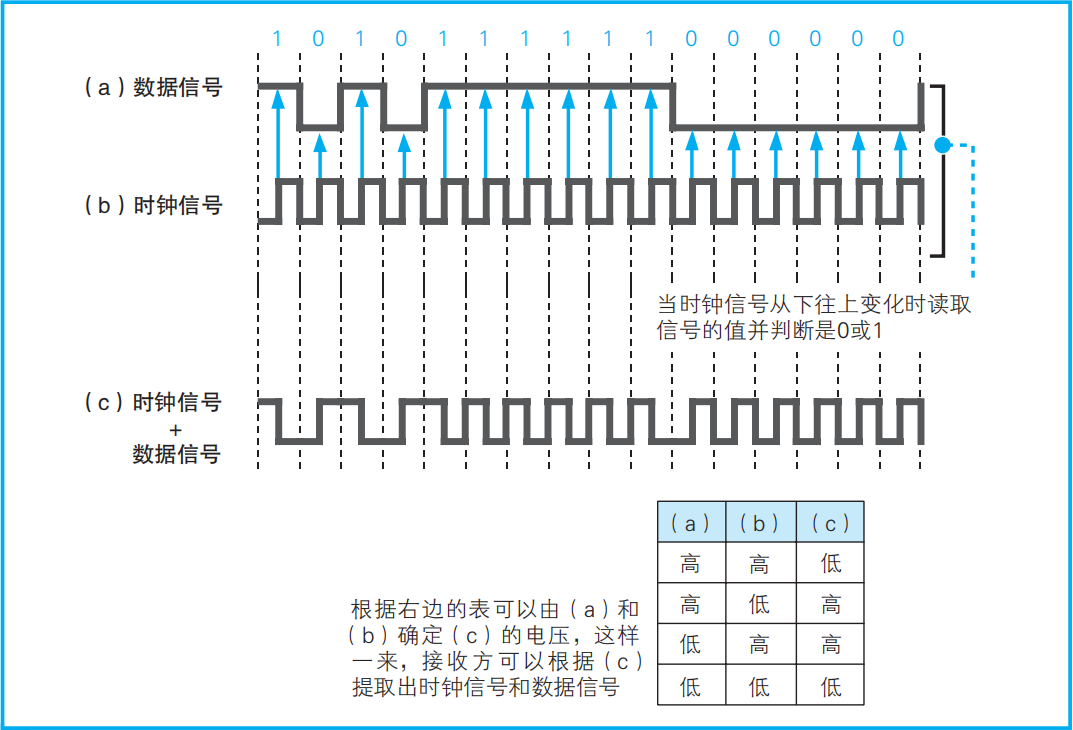 1 0 1 0 1 1 1 1 1 1 0 0 0 0 0 0
（a）数据信号
（b）时钟信号
当时钟信号从下往上变化时读取
信号的值并判断是0或1
（c）时钟信号
+
数据信号
（a） （b） （c）
高 高 低
高 低 高
低 高 高
低 低 低
根据右边的表可以由（a）和
（b）确定（c）的电压，这样
一来，接收方可以根据（c）
提取出时钟信号和数据信号